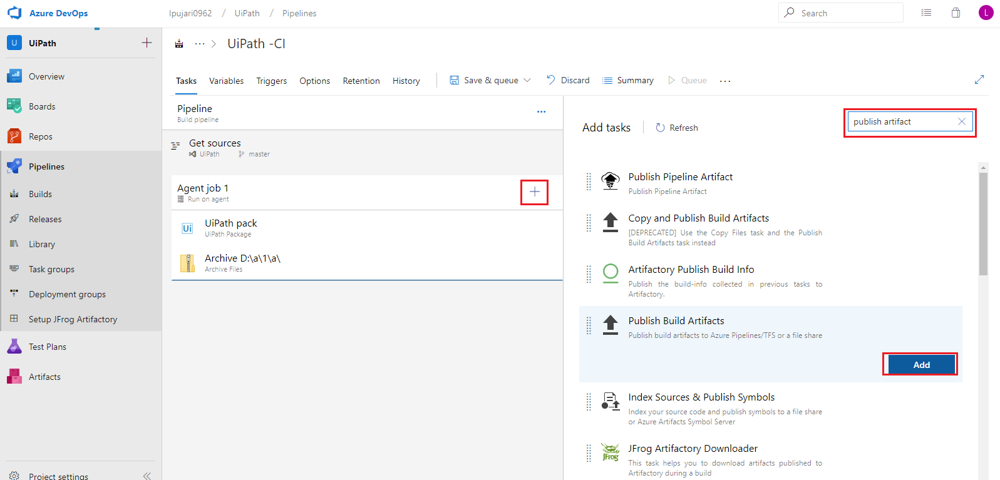 Azure DevOps
lpujari0962 / UiPath / Pipelines
Search
L
U UiPath
Overview
Boards
Repos
Pipelines
Builds
Releases
Library
Task groups
Deployment groups
Setup JFrog Artifactory
Test Plans
Artifacts
Project settings
··· > UiPath -CI
Tasks Variables Triggers Options Retention History Save & queue Discard Summary Queue ···
Pipeline
Build pipeline
Get sources
UiPath master
Agent job 1
Run on agent
Ui UiPath pack
UiPath Package
Archive D:\a\1\a\
Archive Files
Add tasks Refresh
publish artifact
Publish Pipeline Artifact
Publish Pipeline Artifact
Copy and Publish Build Artifacts
[DEPRECATED] Use the Copy Files task and the Publish
Build Artifacts task instead
Artifactory Publish Build Info
Publish the build-info collected in previous tasks to
Artifactory.
Publish Build Artifacts
Publish build artifacts to Azure Pipelines/TFS or a file share
Add
Index Sources & Publish Symbols
Index your source code and publish symbols to a file share
or Azure Artifacts Symbol Server
JFrog
JFrog Artifactory Downloader
This task helps you to download artifacts published to
Artifactory during a build